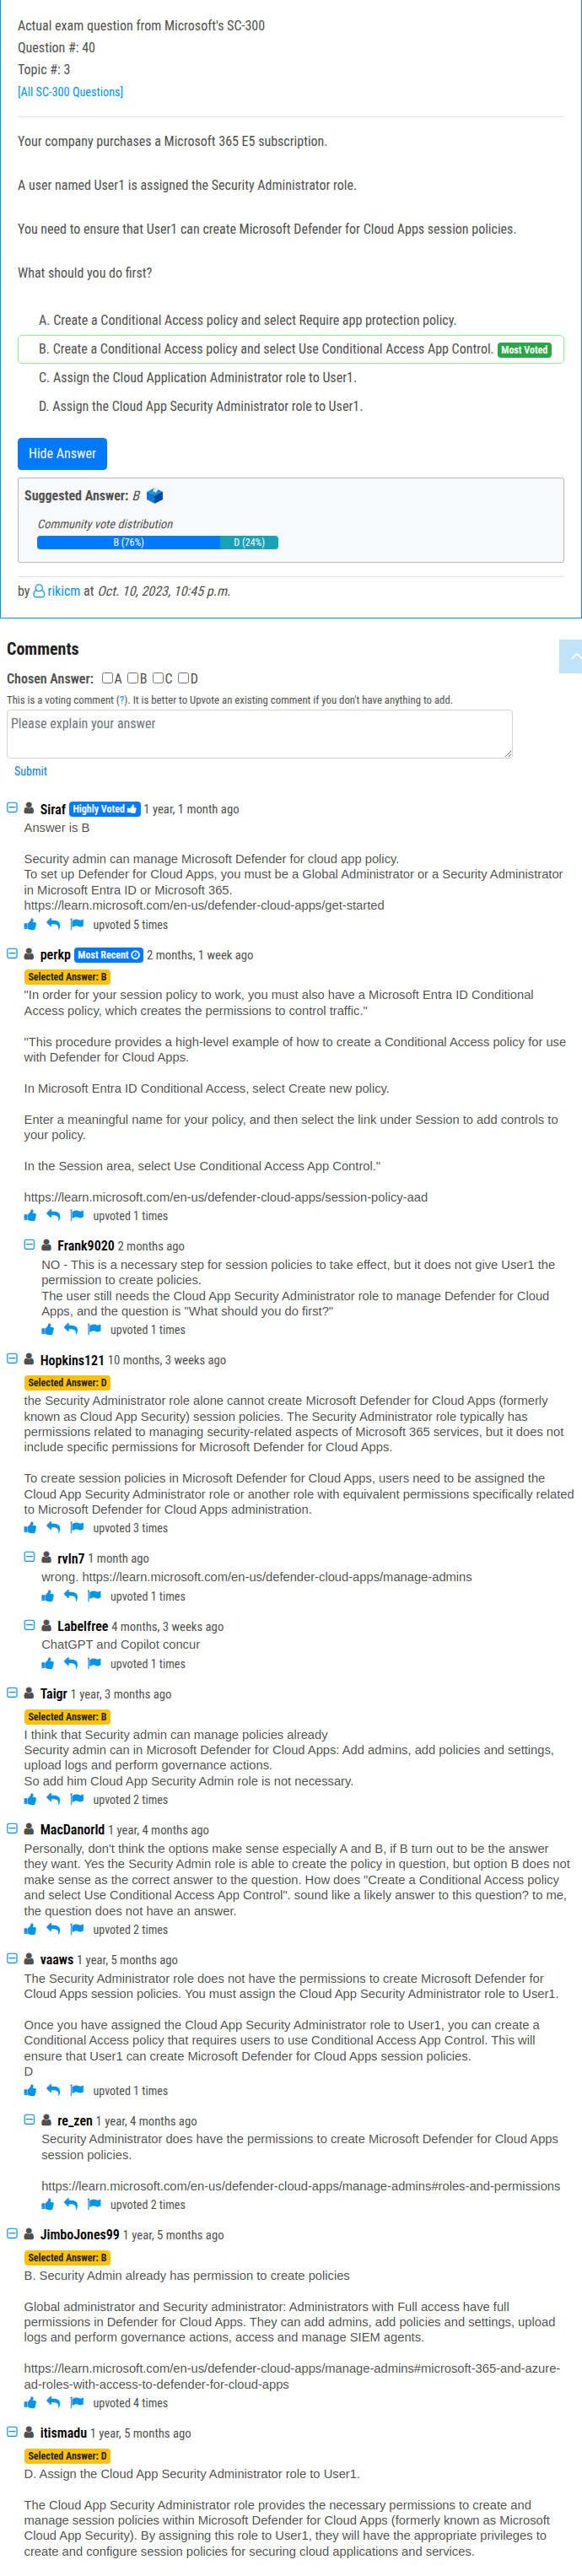 Actual exam question from Microsoft's SC-300
Question #: 40
Topic #: 3
[All SC-300 Questions]
Your company purchases a Microsoft 365 E5 subscription.
A user named User1 is assigned the Security Administrator role.
You need to ensure that User1 can create Microsoft Defender for Cloud Apps session policies.
What should you do first?
A. Create a Conditional Access policy and select Require app protection policy.
B. Create a Conditional Access policy and select Use Conditional Access App Control. Most Voted
C. Assign the Cloud Application Administrator role to User1.
D. Assign the Cloud App Security Administrator role to User1.
Hide Answer
Suggested Answer: B
Community vote distribution
B (76%) D (24%)
by rikicm at Oct. 10, 2023, 10:45 p.m.
Comments
Chosen Answer: A B C D
This is a voting comment (?). It is better to Upvote an existing comment if you don't have anything to add.
Please explain your answer
Submit
Siraf Highly Voted 1 year, 1 month ago
Answer is B
Security admin can manage Microsoft Defender for cloud app policy.
To set up Defender for Cloud Apps, you must be a Global Administrator or a Security Administrator
in Microsoft Entra ID or Microsoft 365.
https://learn.microsoft.com/en-us/defender-cloud-apps/get-started
upvoted 5 times
perkp Most Recent 2 months, 1 week ago
Selected Answer: B
"In order for your session policy to work, you must also have a Microsoft Entra ID Conditional
Access policy, which creates the permissions to control traffic."
"This procedure provides a high-level example of how to create a Conditional Access policy for use
with Defender for Cloud Apps.
In Microsoft Entra ID Conditional Access, select Create new policy.
Enter a meaningful name for your policy, and then select the link under Session to add controls to
your policy.
In the Session area, select Use Conditional Access App Control."
https://learn.microsoft.com/en-us/defender-cloud-apps/session-policy-aad
upvoted 1 times
Frank9020 2 months ago
NO - This is a necessary step for session policies to take effect, but it does not give User1 the
permission to create policies.
The user still needs the Cloud App Security Administrator role to manage Defender for Cloud
Apps, and the question is "What should you do first?"
upvoted 1 times
Hopkins121 10 months, 3 weeks ago
Selected Answer: D
the Security Administrator role alone cannot create Microsoft Defender for Cloud Apps (formerly
known as Cloud App Security) session policies. The Security Administrator role typically has
permissions related to managing security-related aspects of Microsoft 365 services, but it does not
include specific permissions for Microsoft Defender for Cloud Apps.
To create session policies in Microsoft Defender for Cloud Apps, users need to be assigned the
Cloud App Security Administrator role or another role with equivalent permissions specifically related
to Microsoft Defender for Cloud Apps administration.
upvoted 3 times
rvln7 1 month ago
wrong. https://learn.microsoft.com/en-us/defender-cloud-apps/manage-admins
upvoted 1 times
Labelfree 4 months, 3 weeks ago
ChatGPT and Copilot concur
upvoted 1 times
Taigr 1 year, 3 months ago
Selected Answer: B
I think that Security admin can manage policies already
Security admin can in Microsoft Defender for Cloud Apps: Add admins, add policies and settings,
upload logs and perform governance actions.
So add him Cloud App Security Admin role is not necessary.
upvoted 2 times
MacDanorld 1 year, 4 months ago
Personally, don't think the options make sense especially A and B, if B turn out to be the answer
they want. Yes the Security Admin role is able to create the policy in question, but option B does not
make sense as the correct answer to the question. How does "Create a Conditional Access policy
and select Use Conditional Access App Control". sound like a likely answer to this question? to me,
the question does not have an answer.
upvoted 2 times
vaaws 1 year, 5 months ago
The Security Administrator role does not have the permissions to create Microsoft Defender for
Cloud Apps session policies. You must assign the Cloud App Security Administrator role to User1.
Once you have assigned the Cloud App Security Administrator role to User1, you can create a
Conditional Access policy that requires users to use Conditional Access App Control. This will
ensure that User1 can create Microsoft Defender for Cloud Apps session policies.
D
upvoted 1 times
re_zen 1 year, 4 months ago
Security Administrator does have the permissions to create Microsoft Defender for Cloud Apps
session policies.
https://learn.microsoft.com/en-us/defender-cloud-apps/manage-admins#roles-and-permissions
upvoted 2 times
JimboJones99 1 year, 5 months ago
Selected Answer: B
B. Security Admin already has permission to create policies
Global administrator and Security administrator: Administrators with Full access have full
permissions in Defender for Cloud Apps. They can add admins, add policies and settings, upload
logs and perform governance actions, access and manage SIEM agents.
https://learn.microsoft.com/en-us/defender-cloud-apps/manage-admins#microsoft-365-and-azure-
ad-roles-with-access-to-defender-for-cloud-apps
upvoted 4 times
itismadu 1 year, 5 months ago
Selected Answer: D
D. Assign the Cloud App Security Administrator role to User1.
The Cloud App Security Administrator role provides the necessary permissions to create and
manage session policies within Microsoft Defender for Cloud Apps (formerly known as Microsoft
Cloud App Security). By assigning this role to User1, they will have the appropriate privileges to
create and configure session policies for securing cloud applications and services.